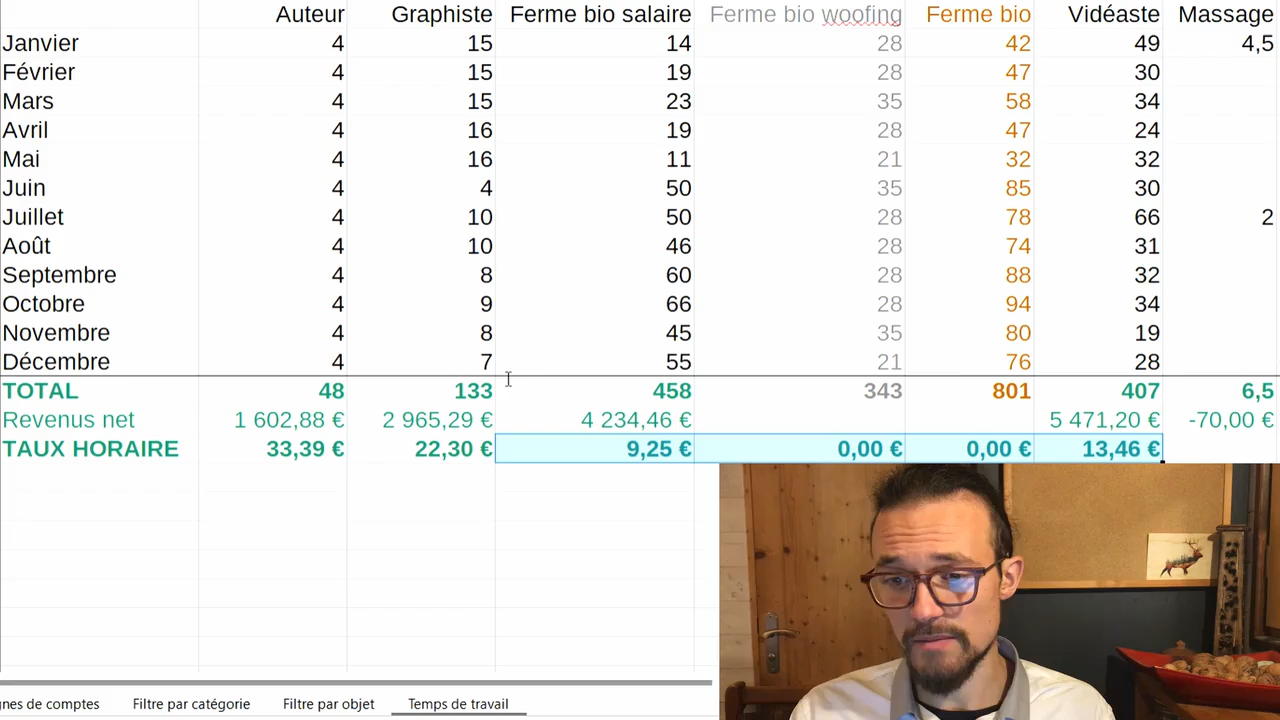 Auteur Graphiste Ferme bio salaire Ferme bio woofing Ferme bio Vidéaste Massage
Janvier 4 15 14 28 42 49 4,5
Février 4 15 19 28 47 30
Mars 4 15 23 35 58 34
Avril 4 16 19 28 47 24
Mai 4 16 11 21 32 32
Juin 4 4 50 35 85 30
Juillet 4 10 50 28 78 66 2
Août 4 10 46 28 74 31
Septembre 4 8 60 28 88 32
Octobre 4 9 66 28 94 34
Novembre 4 8 45 35 80 19
Décembre 4 7 55 21 76 28
TOTAL 48 133 458 343 801 407 6,5
Revenus net 1 602,88 € 2 965,29 € 4 234,46 € 5 471,20 € -70,00 €
TAUX HORAIRE 33,39 € 22,30 € 9,25 € 0,00 € 0,00 € 13,46 €
nes de comptes Filtre par catégorie Filtre par objet Temps de travail